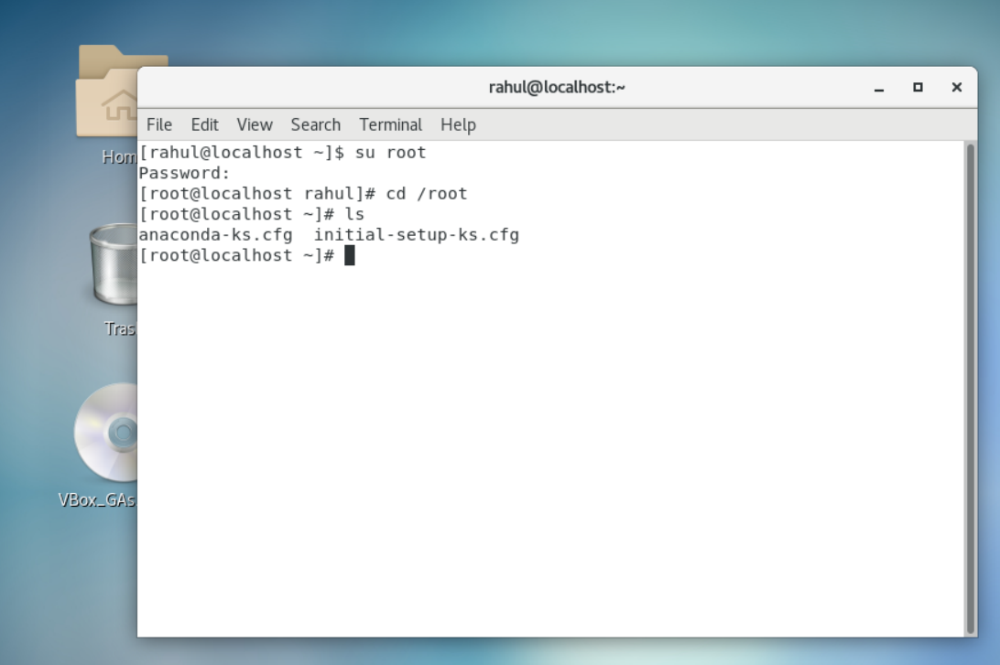 rahul@localhost:~
File Edit View Search Terminal Help
[rahul@localhost ~]$ su root
Password:
[root@localhost rahul]# cd /root
[root@localhost ~]# ls
anaconda-ks.cfg  initial-setup-ks.cfg
[root@localhost ~]#
Hom
Tras
VBox_GAs